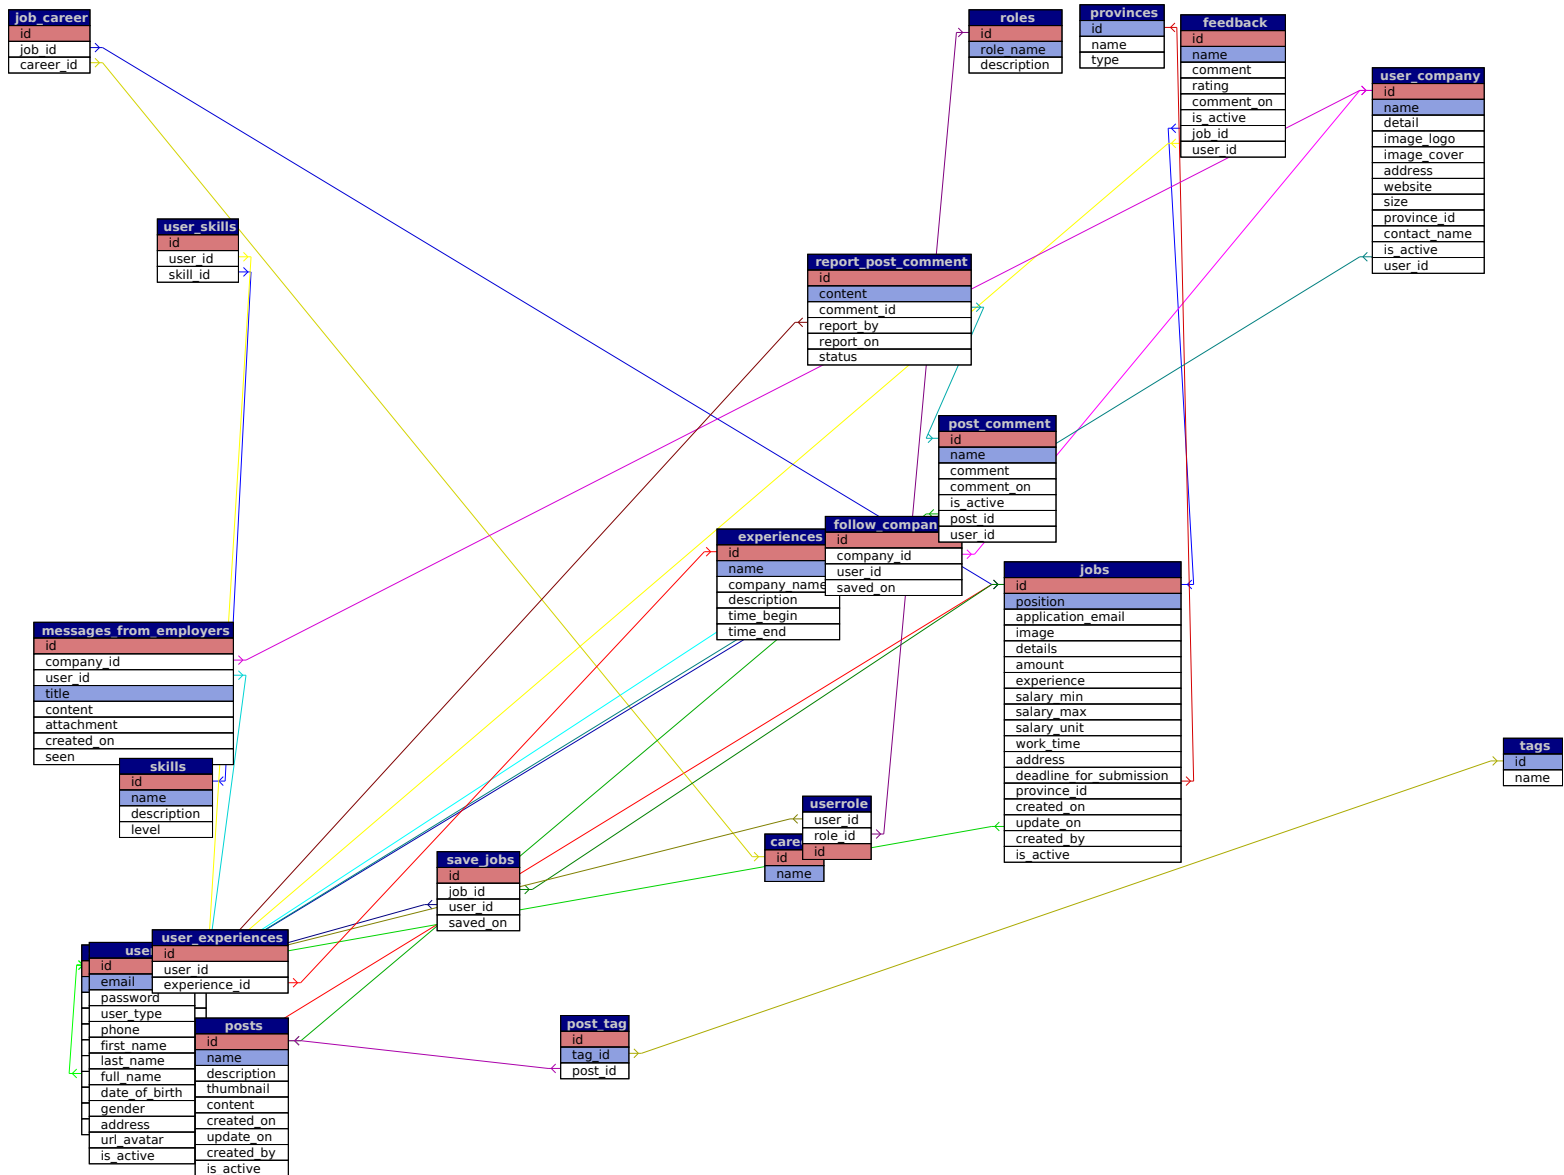 job_career
id
job_id
career_id
roles
id
role_name
description
provinces
id
name
type
feedback
id
name
comment
rating
comment_on
is_active
job_id
user_id
user_company
id
name
detail
image_logo
image_cover
address
website
size
province_id
contact_name
is_active
user_id
user_skills
id
user_id
skill_id
report_post_comment
id
content
comment_id
report_by
report_on
status
post_comment
id
name
comment
comment_on
is_active
post_id
user_id
experiences
id
name
company_name
description
time_begin
time_end
follow_compan
id
company_id
user_id
saved_on
jobs
id
position
application_email
image
details
amount
experience
salary_min
salary_max
salary_unit
work_time
address
deadline_for_submission
province_id
created_on
update_on
created_by
is_active
messages_from_employers
id
company_id
user_id
title
content
attachment
created_on
seen
skills
id
name
description
level
tags
id
name
userrole
user_id
role_id
id
care
id
name
save_jobs
id
job_id
user_id
saved_on
user_experiences
id
user_id
experience_id
user
id
email
password
user_type
phone
first_name
last_name
full_name
date_of_birth
gender
address
url_avatar
is_active
posts
id
name
description
thumbnail
content
created_on
update_on
created_by
is_active
post_tag
id
tag_id
post_id